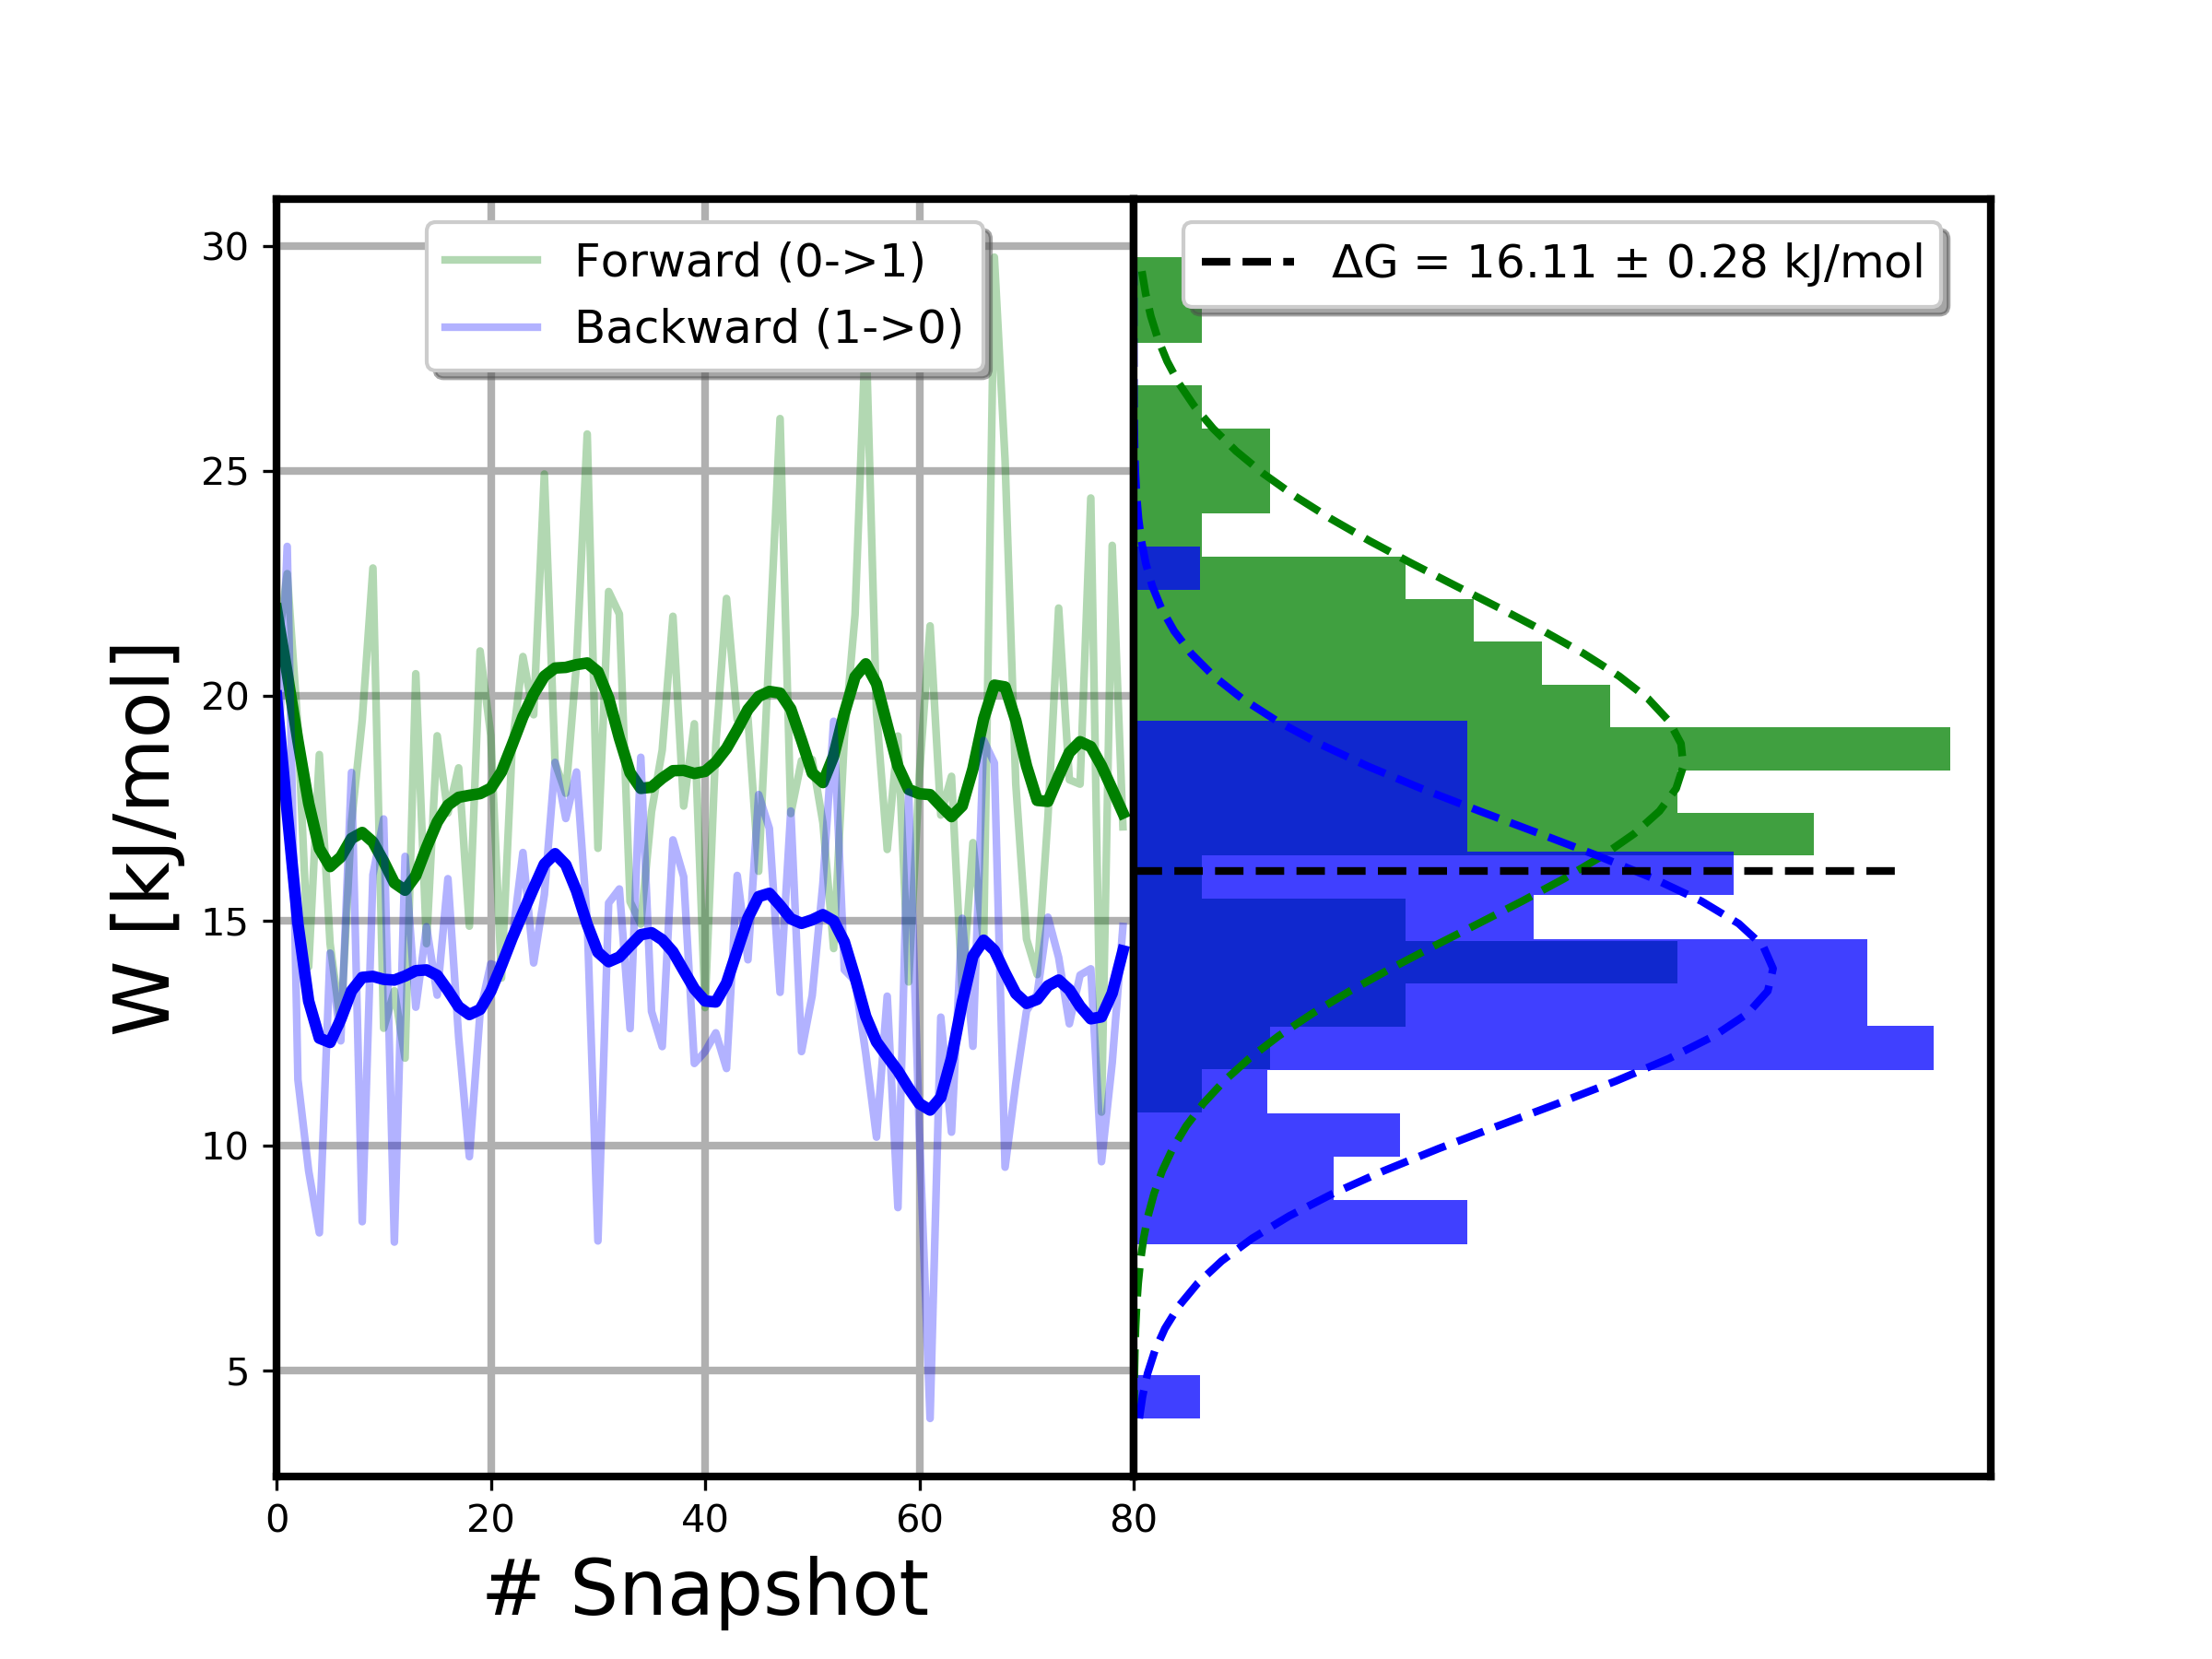 Forward (0->1)
Backward (1->0)
ΔG = 16.11 ± 0.28 kJ/mol
W [kJ/mol]
30
25
20
15
10
5
0
20
40
60
80
# Snapshot